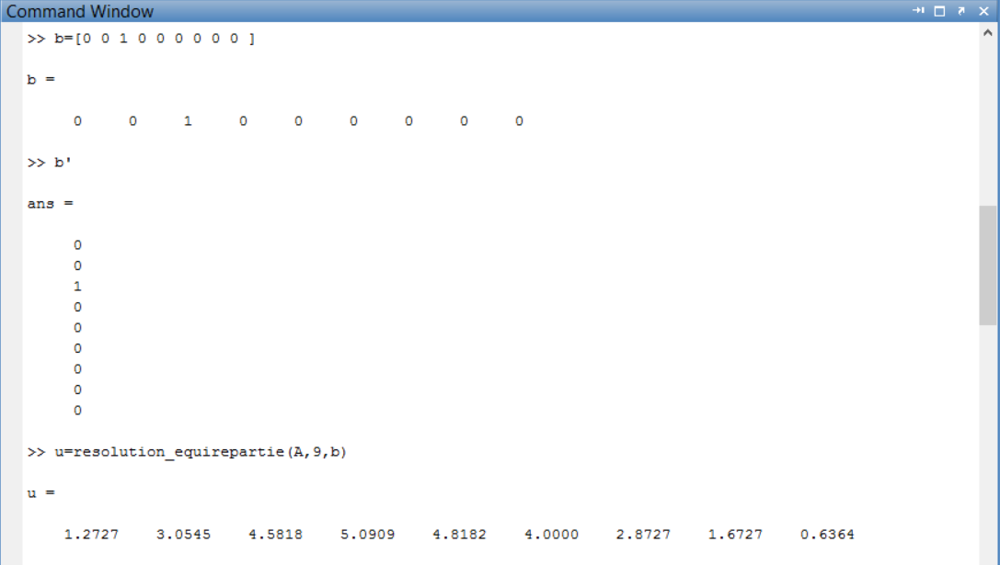 Command Window
>> b=[0 0 1 0 0 0 0 0 0 ]
b =
0 0 1 0 0 0 0 0 0
>> b'
ans =
0
0
1
0
0
0
0
0
0
>> u=resolution_equirepartie(A,9,b)
u =
1.2727 3.0545 4.5818 5.0909 4.8182 4.0000 2.8727 1.6727 0.6364